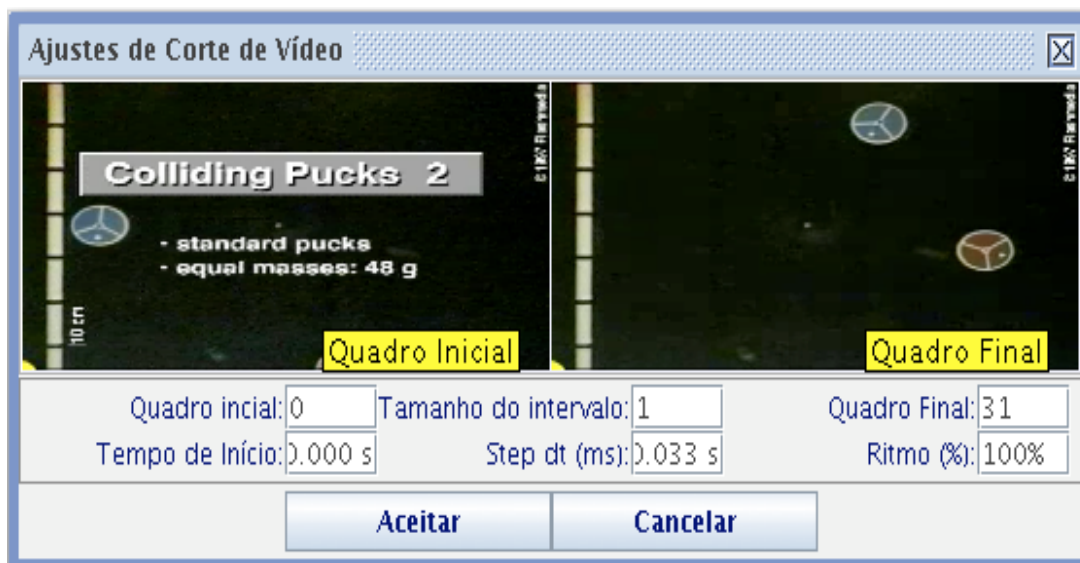 Ajustes de Corte de Vídeo
Colliding Pucks 2
- standard pucks
- equal masses: 48 g
10 cm
Quadro Inicial
Quadro Final
Quadro incial: 0 Tamanho do intervalo: 1 Quadro Final: 31
Tempo de Início: 0.000 s Step dt (ms): 0.033 s Ritmo (%): 100%
Aceitar Cancelar